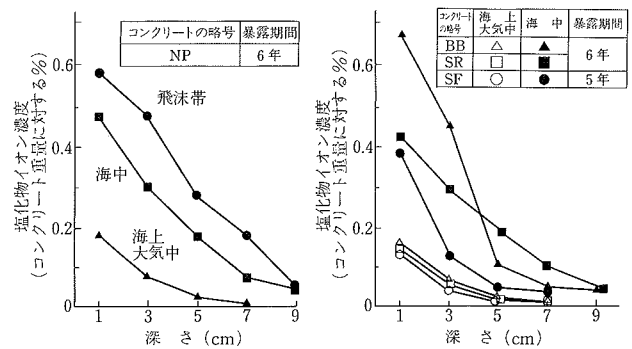 コンクリートの略号 暴露期間
NP 6年
0.6
0.4
0.2
0
塩化物イオン濃度
(コンクリート重量に対する%)
飛沫帯
海中
海上
大気中
1 3 5 7 9
深さ(cm)
コンクリート
の略号
海上
大気中
海中
暴露期間
BB △ ▲ 6年
SR □ ■
SF ○ ● 5年
0.6
0.4
0.2
0
塩化物イオン濃度
(コンクリート重量に対する%)
1 3 5 7 9
深さ(cm)